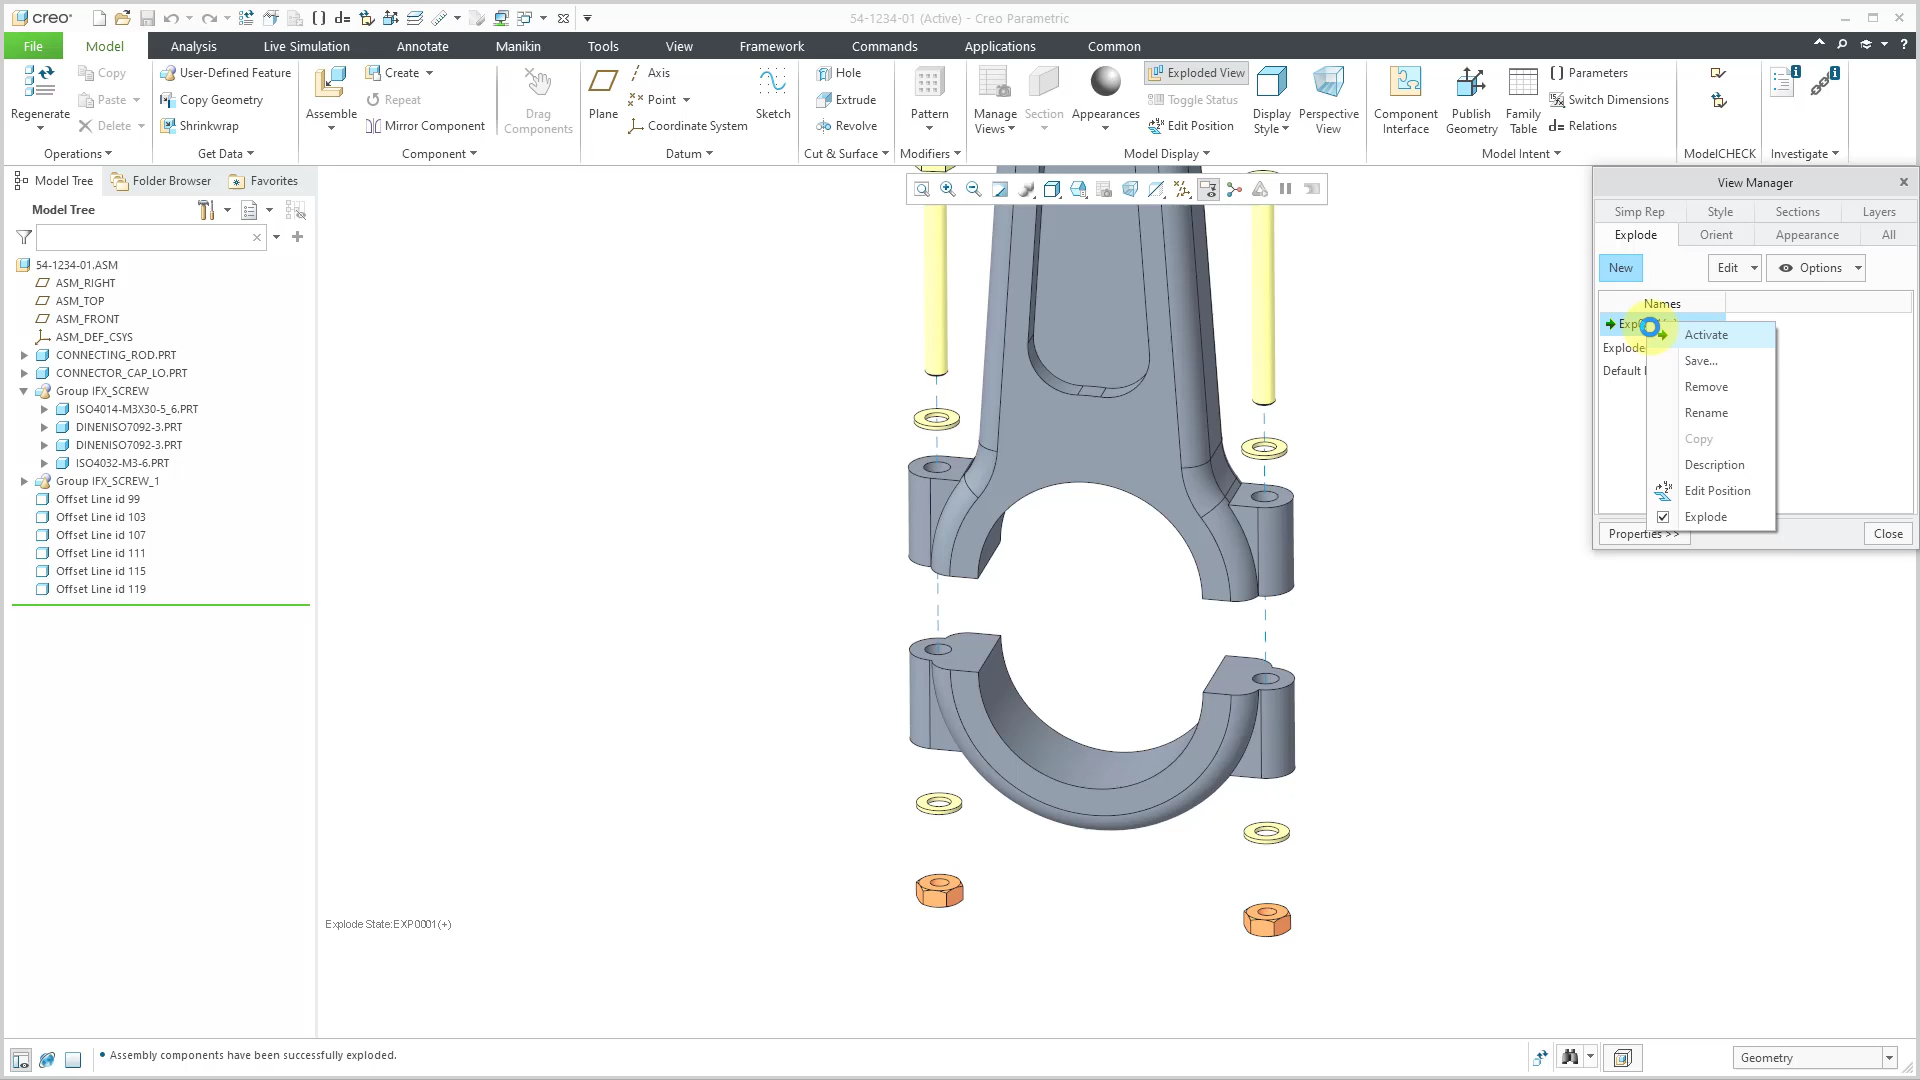 creo
54-1234-01 (Active) - Creo Parametric
File
Model
Analysis
Live Simulation
Annotate
Manikin
Tools
View
Framework
Commands
Applications
Common
Regenerate
Copy
Paste
Delete
Operations
User-Defined Feature
Copy Geometry
Shrinkwrap
Get Data
Assemble
Create
Repeat
Mirror Component
Drag
Components
Component
Plane
Axis
Point
Coordinate System
Sketch
Datum
Hole
Extrude
Revolve
Cut & Surface
Pattern
Modifiers
Manage
Views
Section
Appearances
Exploded View
Toggle Status
Edit Position
Display
Style
Perspective
View
Model Display
Component
Interface
Publish
Geometry
Family
Table
Parameters
Switch Dimensions
d= Relations
Model Intent
ModelCHECK
Investigate
Model Tree
Folder Browser
Favorites
Model Tree
54-1234-01.ASM
ASM_RIGHT
ASM_TOP
ASM_FRONT
ASM_DEF_CSYS
CONNECTING_ROD.PRT
CONNECTOR_CAP_LO.PRT
Group IFX_SCREW
ISO4014-M3X30-5_6.PRT
DINENISO7092-3.PRT
DINENISO7092-3.PRT
ISO4032-M3-6.PRT
Group IFX_SCREW_1
Offset Line id 99
Offset Line id 103
Offset Line id 107
Offset Line id 111
Offset Line id 115
Offset Line id 119
View Manager
Simp Rep
Style
Sections
Layers
Explode
Orient
Appearance
All
New
Edit
Options
Names
Explode
Default
Activate
Save...
Remove
Rename
Copy
Description
Edit Position
Explode
Properties >>
Close
Explode State:EXP0001(+)
Assembly components have been successfully exploded.
Geometry